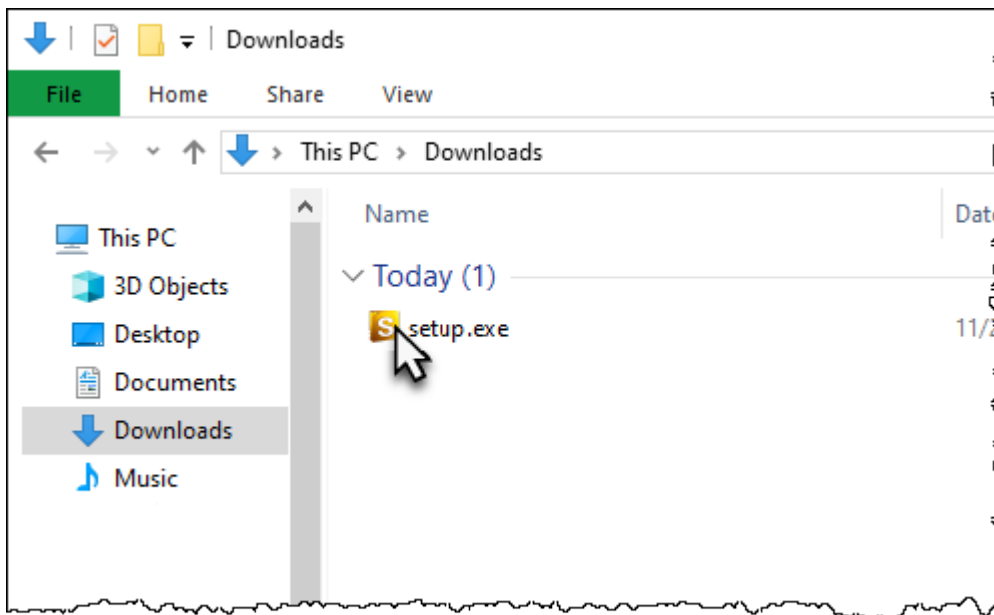 Downloads
File Home Share View
This PC > Downloads
Name
This PC
Today (1)
3D Objects
S setup.exe
Desktop
Documents
Downloads
Music